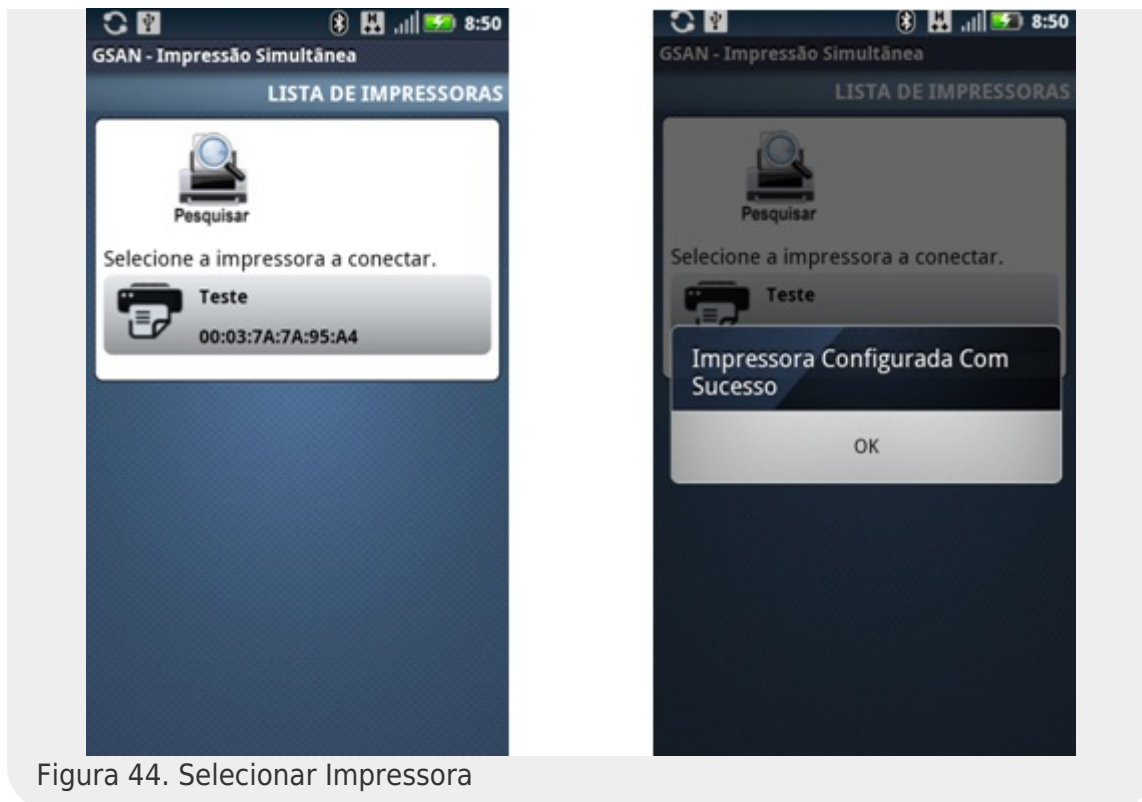 8:50
GSAN - Impressão Simultânea
LISTA DE IMPRESSORAS
Pesquisar
Selecione a impressora a conectar.
Teste
00:03:7A:7A:95:A4
8:50
GSAN - Impressão Simultânea
LISTA DE IMPRESSORAS
Pesquisar
Selecione a impressora a conectar.
Teste
Impressora Configurada Com
Sucesso
OK
Figura 44. Selecionar Impressora